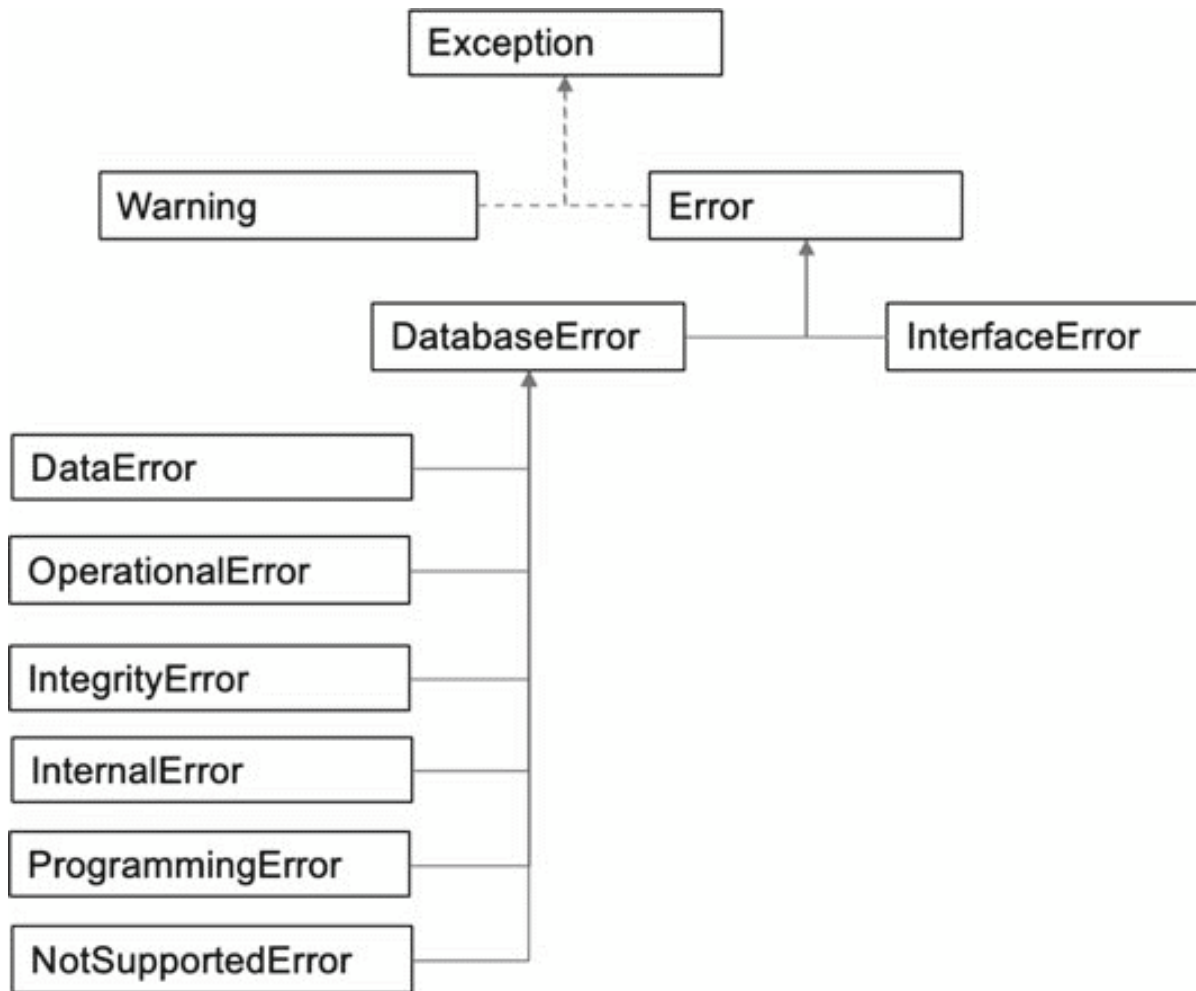 Exception
Warning
Error
DatabaseError
InterfaceError
DataError
OperationalError
IntegrityError
InternalError
ProgrammingError
NotSupportedError